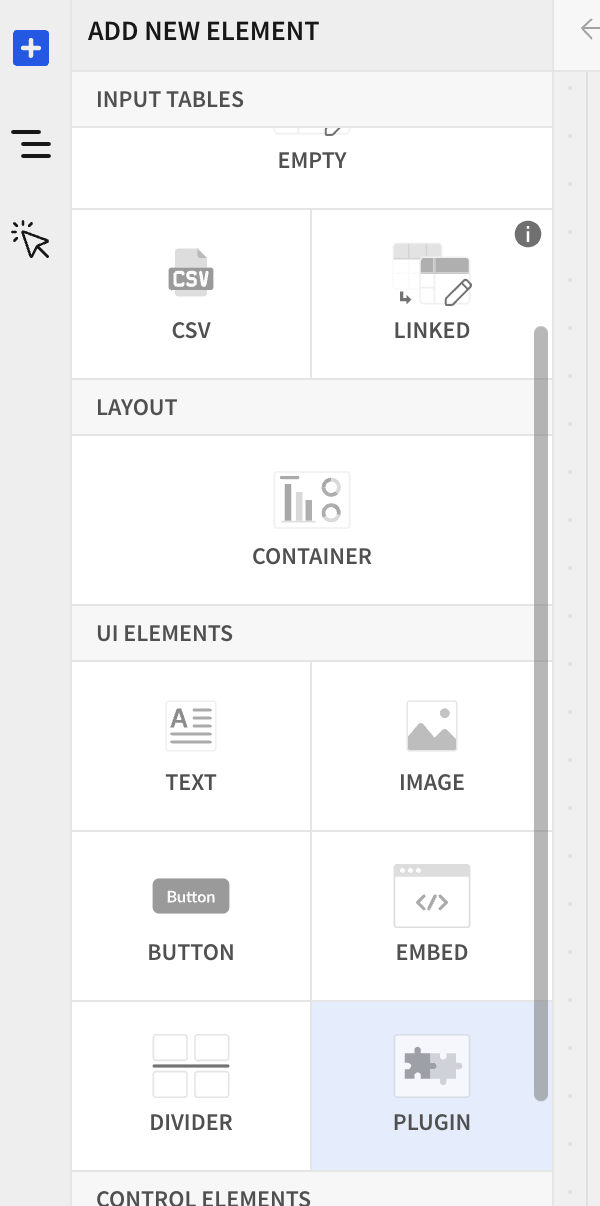 ADD NEW ELEMENT
INPUT TABLES
EMPTY
CSV
CSV
LINKED
LAYOUT
CONTAINER
UI ELEMENTS
A
TEXT
IMAGE
Button
BUTTON
</>
EMBED
DIVIDER
PLUGIN
CONTROL ELEMENTS